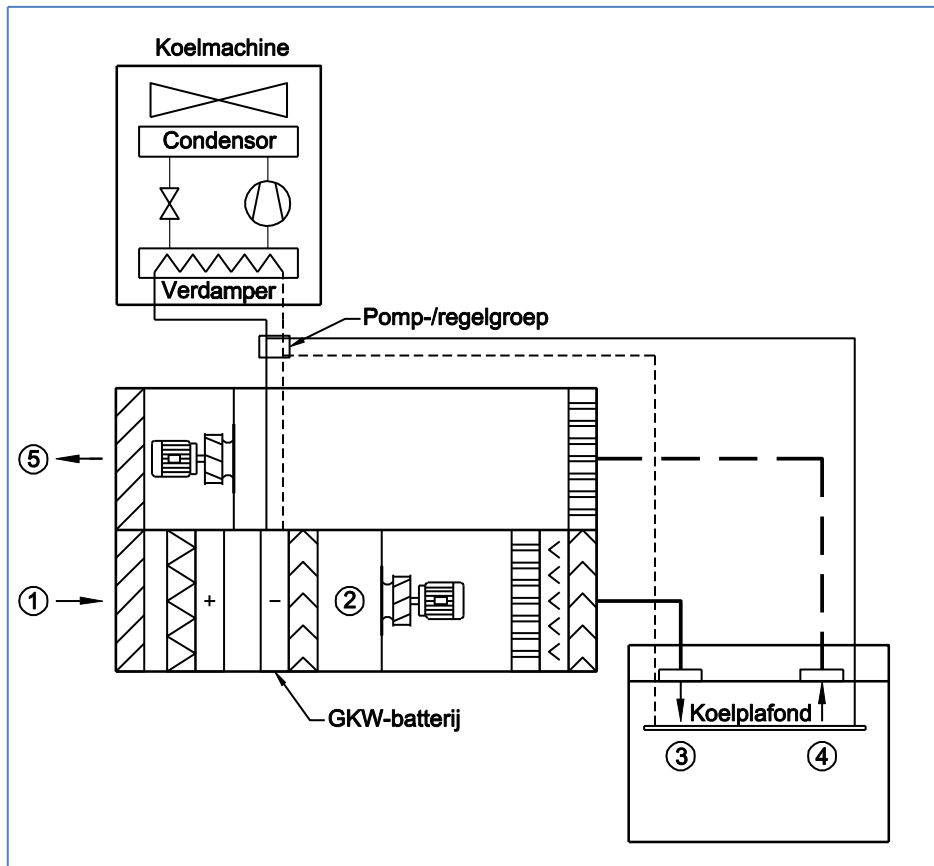 Koelmachine
Condensor
Verdamper
Pomp-/regelgroep
5
1
+
−
2
GKW-batterij
Koelplafond
3
4